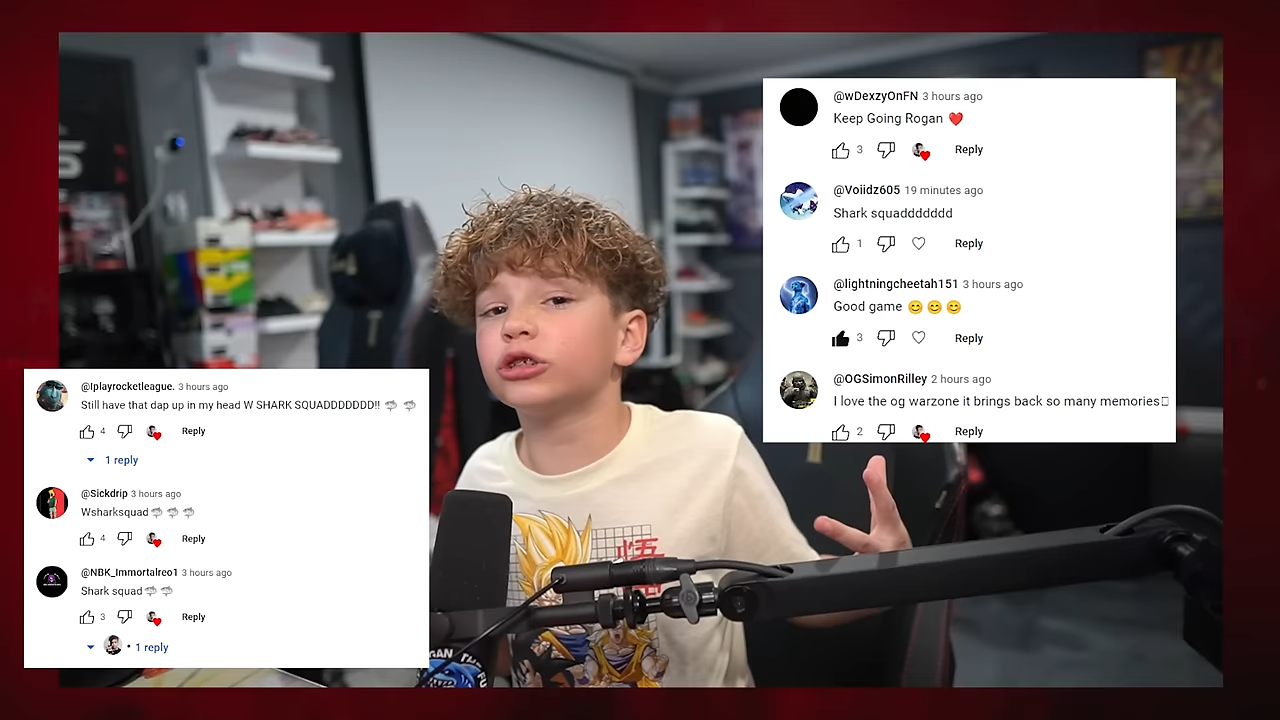 @wDexzyOnFN 3 hours ago
Keep Going Rogan ❤️
3 Reply
@Voiidz605 19 minutes ago
Shark squaddddddd
1 Reply
@lightningcheetah151 3 hours ago
Good game 😊 😊 😊
3 Reply
@OGSimonRilley 2 hours ago
I love the og warzone it brings back so many memories
2 Reply
@Iplayrocketleague. 3 hours ago
Still have that dap up in my head W SHARK SQUADDDDDDD!! 🦈 🦈
4 Reply
1 reply
@Sickdrip 3 hours ago
Wsharksquad🦈 🦈 🦈
4 Reply
@NBK_Immortalreo1 3 hours ago
Shark squad🦈 🦈
3 Reply
• 1 reply
悟